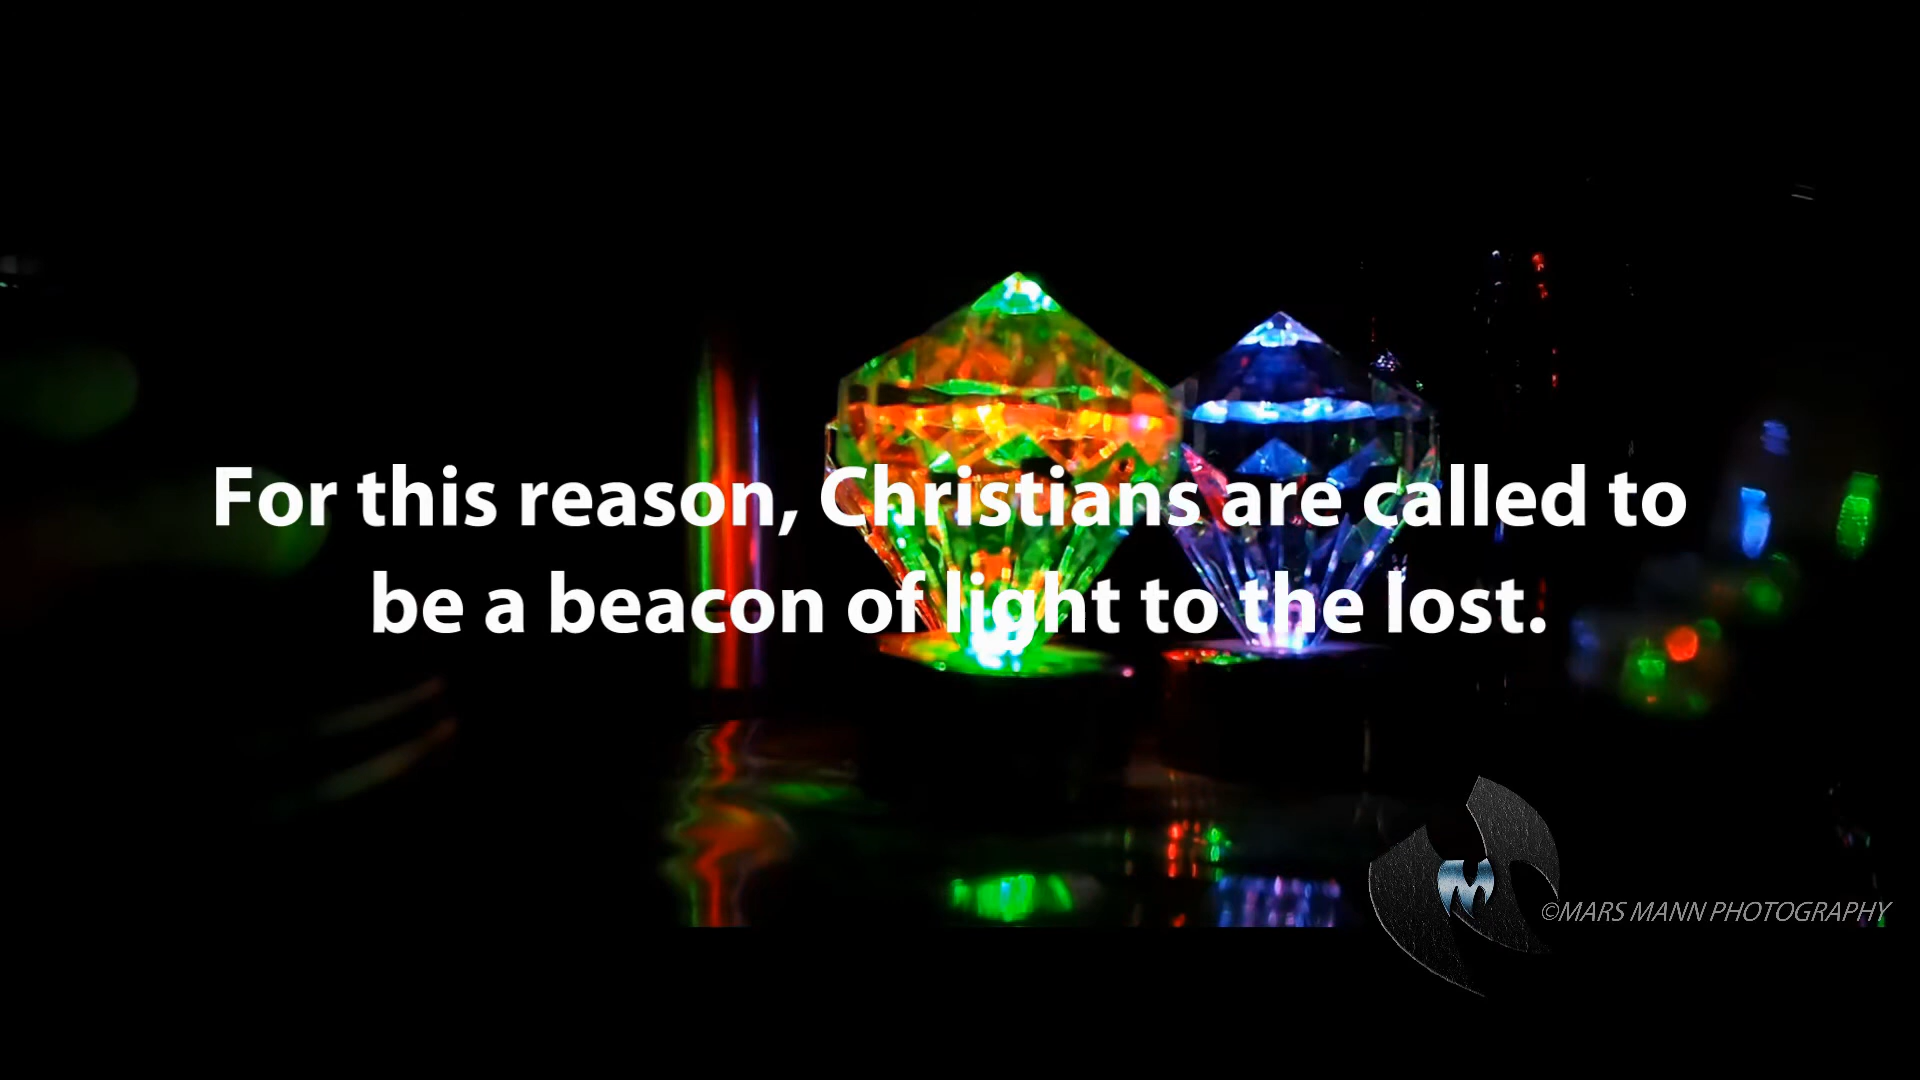 For this reason, Christians are called to
be a beacon of light to the lost.
M
©MARS MANN PHOTOGRAPHY